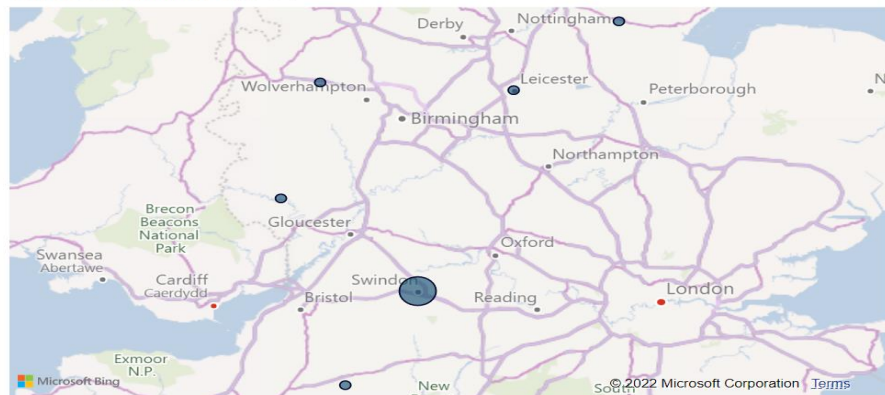 Derby
Nottingham
Wolverhampton
Leicester
Peterborough
N
Birmingham
Northampton
Brecon
Beacons
National
Park
Gloucester
Swansea
Abertawe
Cardiff
Caerdydd
Oxford
Swindon
Bristol
Reading
London
Exmoor
N.P.
Microsoft Bing
New
South
© 2022 Microsoft Corporation Terms